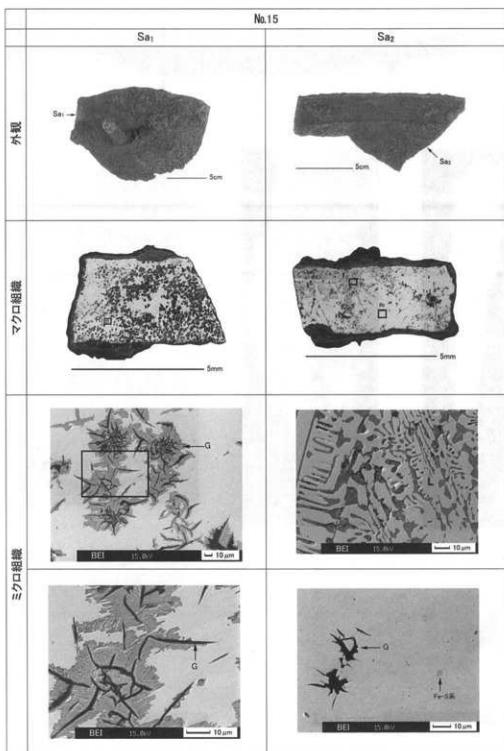 No.15
Sa₁ Sa₂
外観
Sa₁
5cm
5cm
Sa₂
マクロ組織
5mm
5mm
ミクロ組織
G
BEI 15.0kV 10μm
BEI 15.0kV 10μm
G
BEI 15.0kV 10μm
G
Fe-S系
BEI 15.0kV 10μm